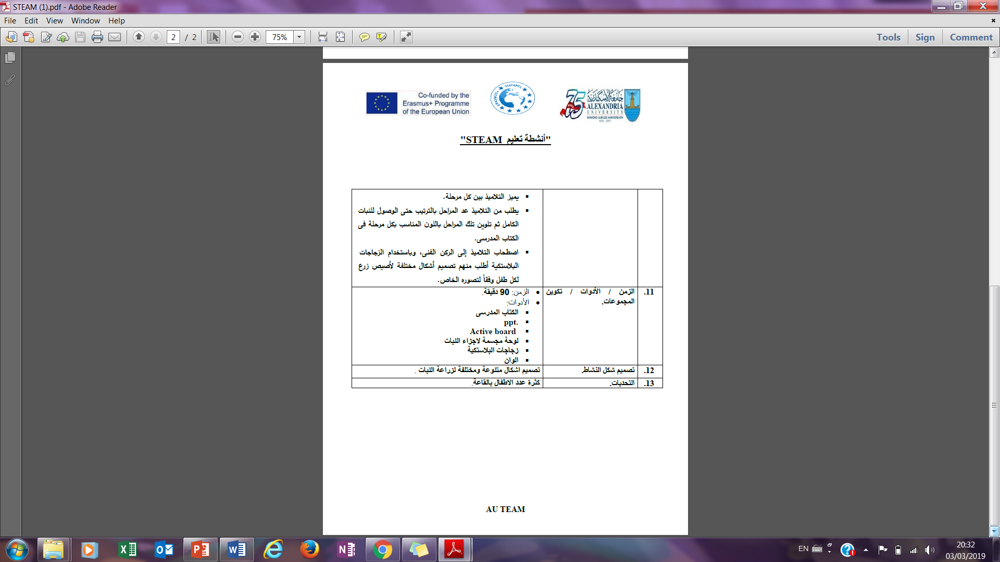 STEAM (1).pdf - Adobe Reader
File Edit View Window Help
2 / 2 75% Tools Sign Comment
Co-funded by the
Erasmus+ Programme
of the European Union
SUP4PCL
ERASMUS+
75
جامعة الإسكندرية
ALEXANDRIA
UNIVERSITY
DIAMOND JUBILEE ANNIVERSARY
1942 - 2017
"أنشطة تعليم STEAM"
▪ يميز التلاميذ بين كل مرحلة.
▪ يطلب من التلاميذ عد المراحل بالترتيب حتى الوصول للنبات
الكامل ثم تلوين تلك المراحل باللون المناسب بكل مرحلة فى
الكتاب المدرسى.
▪ اصطحاب التلاميذ إلى الركن الفنى، وباستخدام الزجاجات
البلاستكية أطلب منهم تصميم أشكال مختلفة لأصيص زرع
لكل طفل وفقاً لتصوره الخاص.
11. الزمن / الأدوات / تكوين
المجموعات.
• الزمن: 90 دقيقة.
• الأدوات:
▪ الكتاب المدرسى
▪ ppt.
▪ Active board
▪ لوحة مجسمة لاجزاء النبات
▪ زجاجات البلاستكية
▪ الوان
12. تصميم شكل النشاط. تصميم اشكال متلوعة ومختلفة لزراعة النبات .
13. التحديات. كثرة عدد الاطفال بالقاعة.
AU TEAM
EN 20:32
03/03/2019